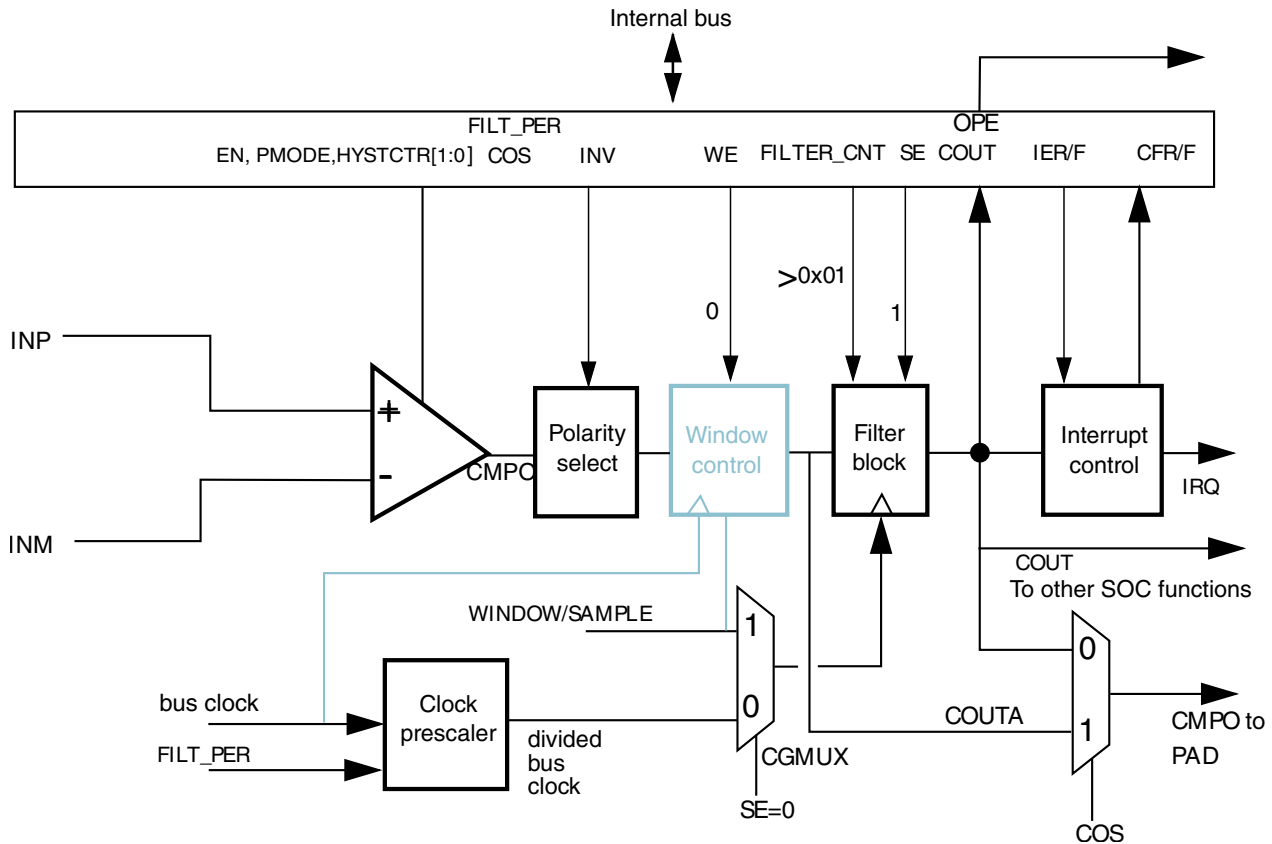 Internal bus
FILT_PER
OPE
EN, PMODE,HYSTCTR[1:0] COS INV WE FILTER_CNT SE COUT IER/F CFR/F
>0x01
0
1
INP
+
Polarity
select
Window
control
Filter
block
Interrupt
control
-
CMPO
IRQ
INM
COUT
To other SOC functions
WINDOW/SAMPLE
1
0
bus clock
Clock
prescaler
0
COUTA
1
CMPO to
PAD
divided
bus
clock
FILT_PER
CGMUX
SE=0
COS